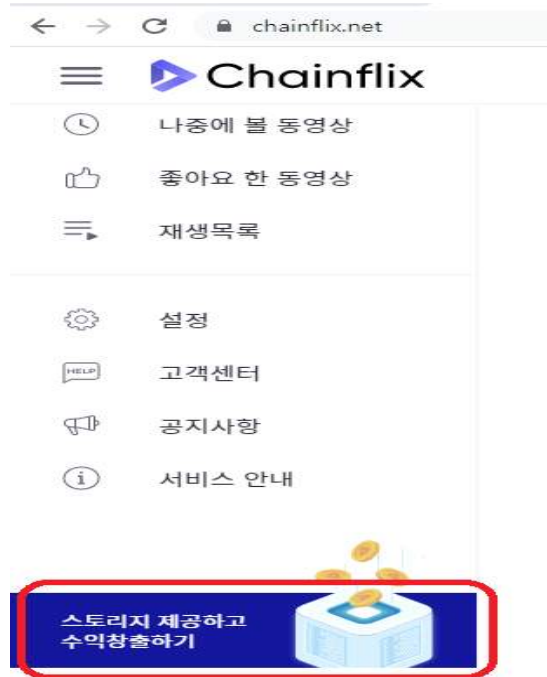 chainflix.net
Chainflix
나중에 볼 동영상
좋아요 한 동영상
재생목록
설정
HELP 고객센터
공지사항
서비스 안내
스토리지 제공하고
수익창출하기